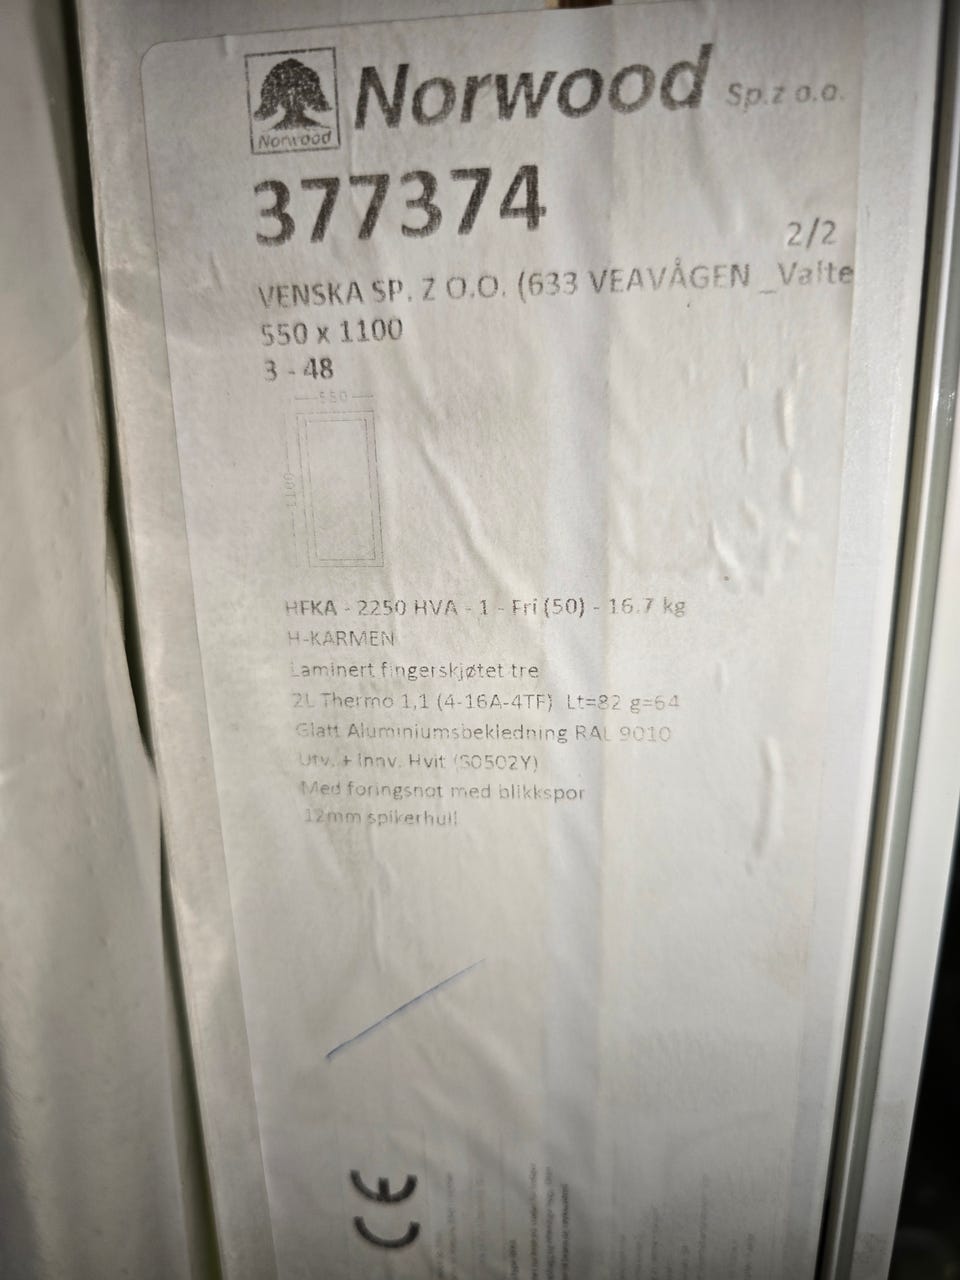 Norwood Sp.z o.o.
Norwood
377374
2/2
VENSKA SP. Z O.O. (633 VEAVÅGEN _Valte
550 x 1100
3 - 48
550
1100
HFKA - 2250 HVA - 1 - Fri (50) - 16.7 kg
H-KARMEN
Laminert fingerskjøtet tre
2L Thermo 1,1 (4-16A-4TF) Lt=82 g=64
Glatt Aluminiumsbekledning RAL 9010
Utv. + Innv. Hvit (S0502Y)
Med foringsnot med blikkspor
12mm spikerhull
CE